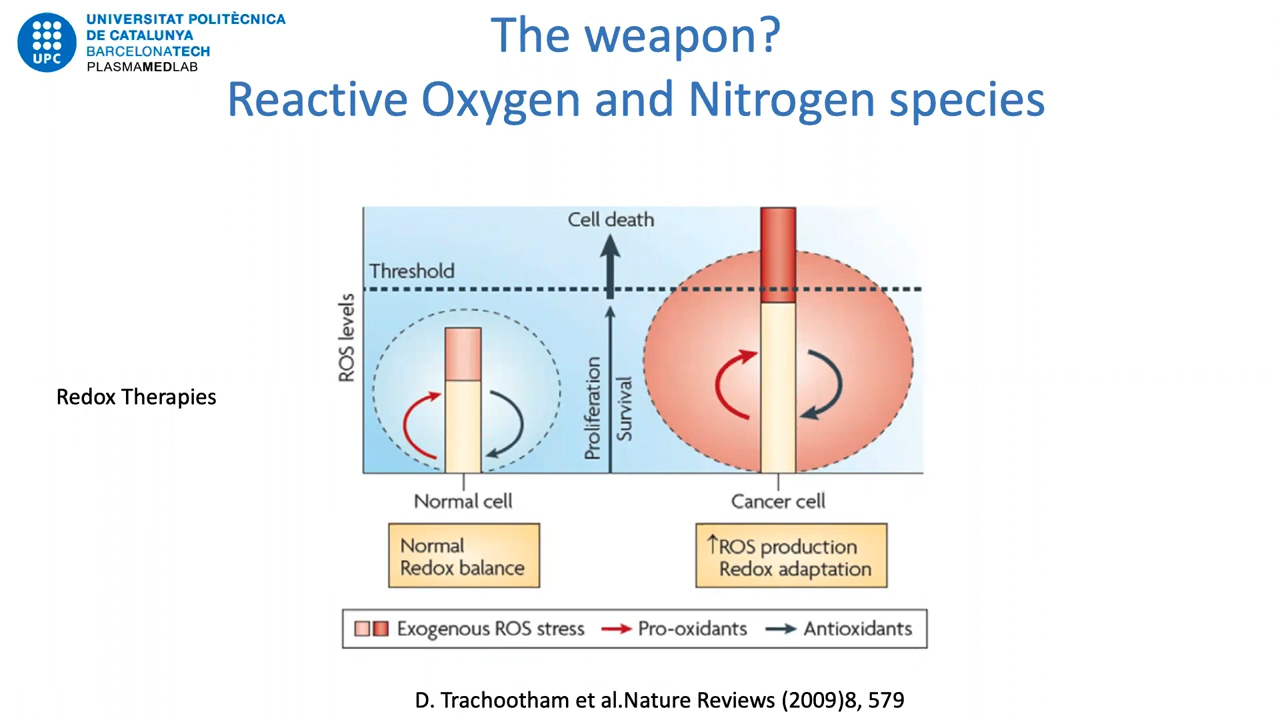 UNIVERSITAT POLITÈCNICA
DE CATALUNYA
BARCELONATECH
PLASMAMEDLAB
UPC
The weapon?
Reactive Oxygen and Nitrogen species
Redox Therapies
ROS levels
Threshold
Cell death
Proliferation
Survival
Normal cell
Cancer cell
Normal
Redox balance
↑ROS production
Redox adaptation
Exogenous ROS stress
Pro-oxidants
Antioxidants
D. Trachootham et al.Nature Reviews (2009)8, 579